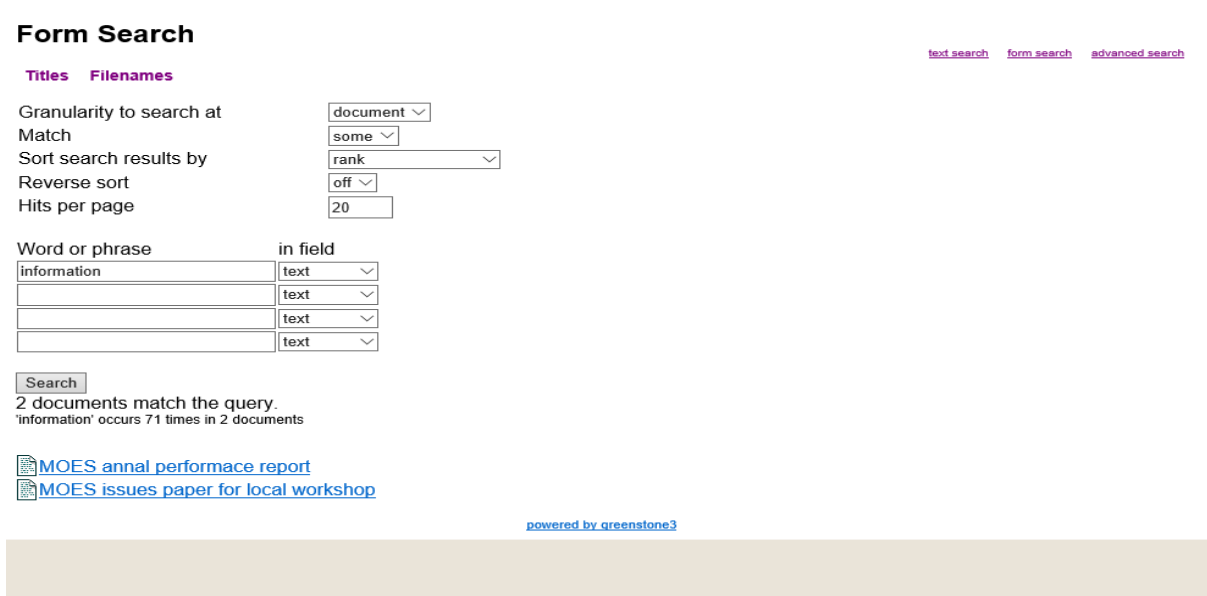 Form Search
text search form search advanced search
Titles Filenames
Granularity to search at document
Match some
Sort search results by rank
Reverse sort off
Hits per page 20
Word or phrase in field
information text
text
text
text
Search
2 documents match the query.
'information' occurs 71 times in 2 documents
MOES annal performace report
MOES issues paper for local workshop
powered by greenstone3